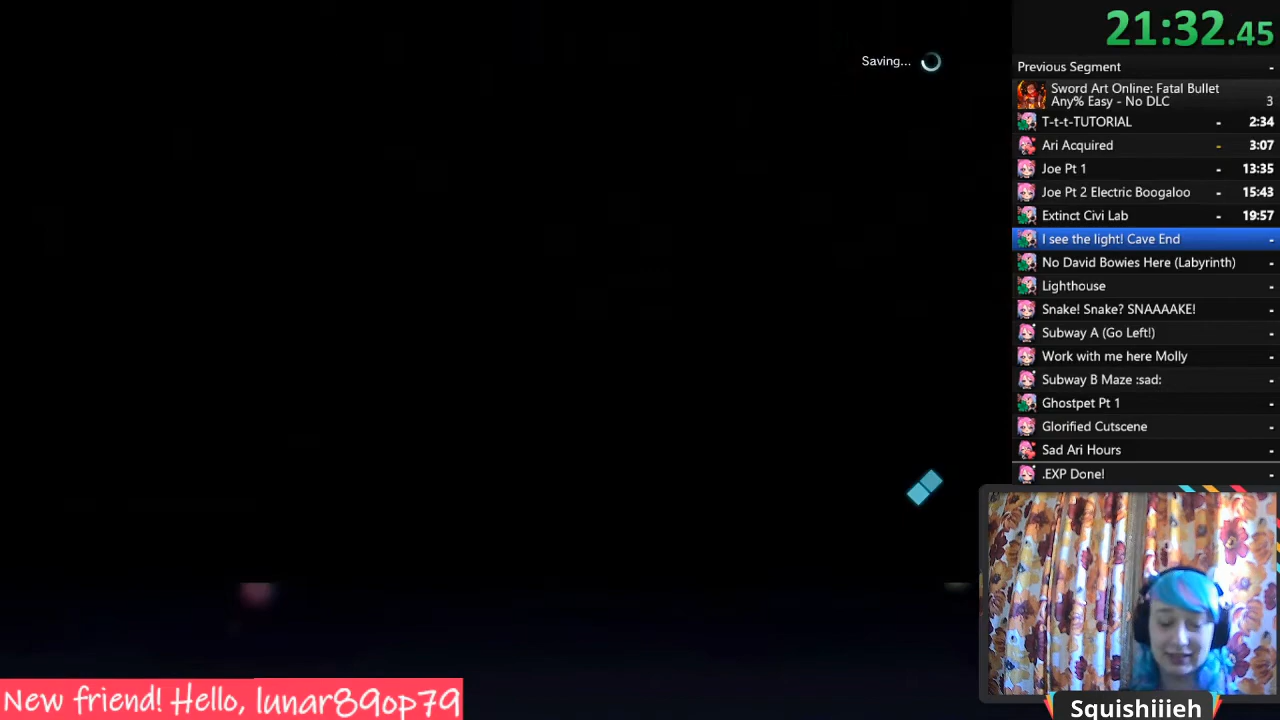 21:32.45
Saving...
Previous Segment -
Sword Art Online: Fatal Bullet
Any% Easy - No DLC 3
T-t-t-TUTORIAL - 2:34
Ari Acquired - 3:07
Joe Pt 1 - 13:35
Joe Pt 2 Electric Boogaloo - 15:43
Extinct Civi Lab - 19:57
I see the light! Cave End -
No David Bowies Here (Labyrinth) -
Lighthouse -
Snake! Snake? SNAAAAKE! -
Subway A (Go Left!) -
Work with me here Molly -
Subway B Maze :sad: -
Ghostpet Pt 1 -
Glorified Cutscene -
Sad Ari Hours -
.EXP Done! -
New friend! Hello, lunar89op79
Squishiiieh